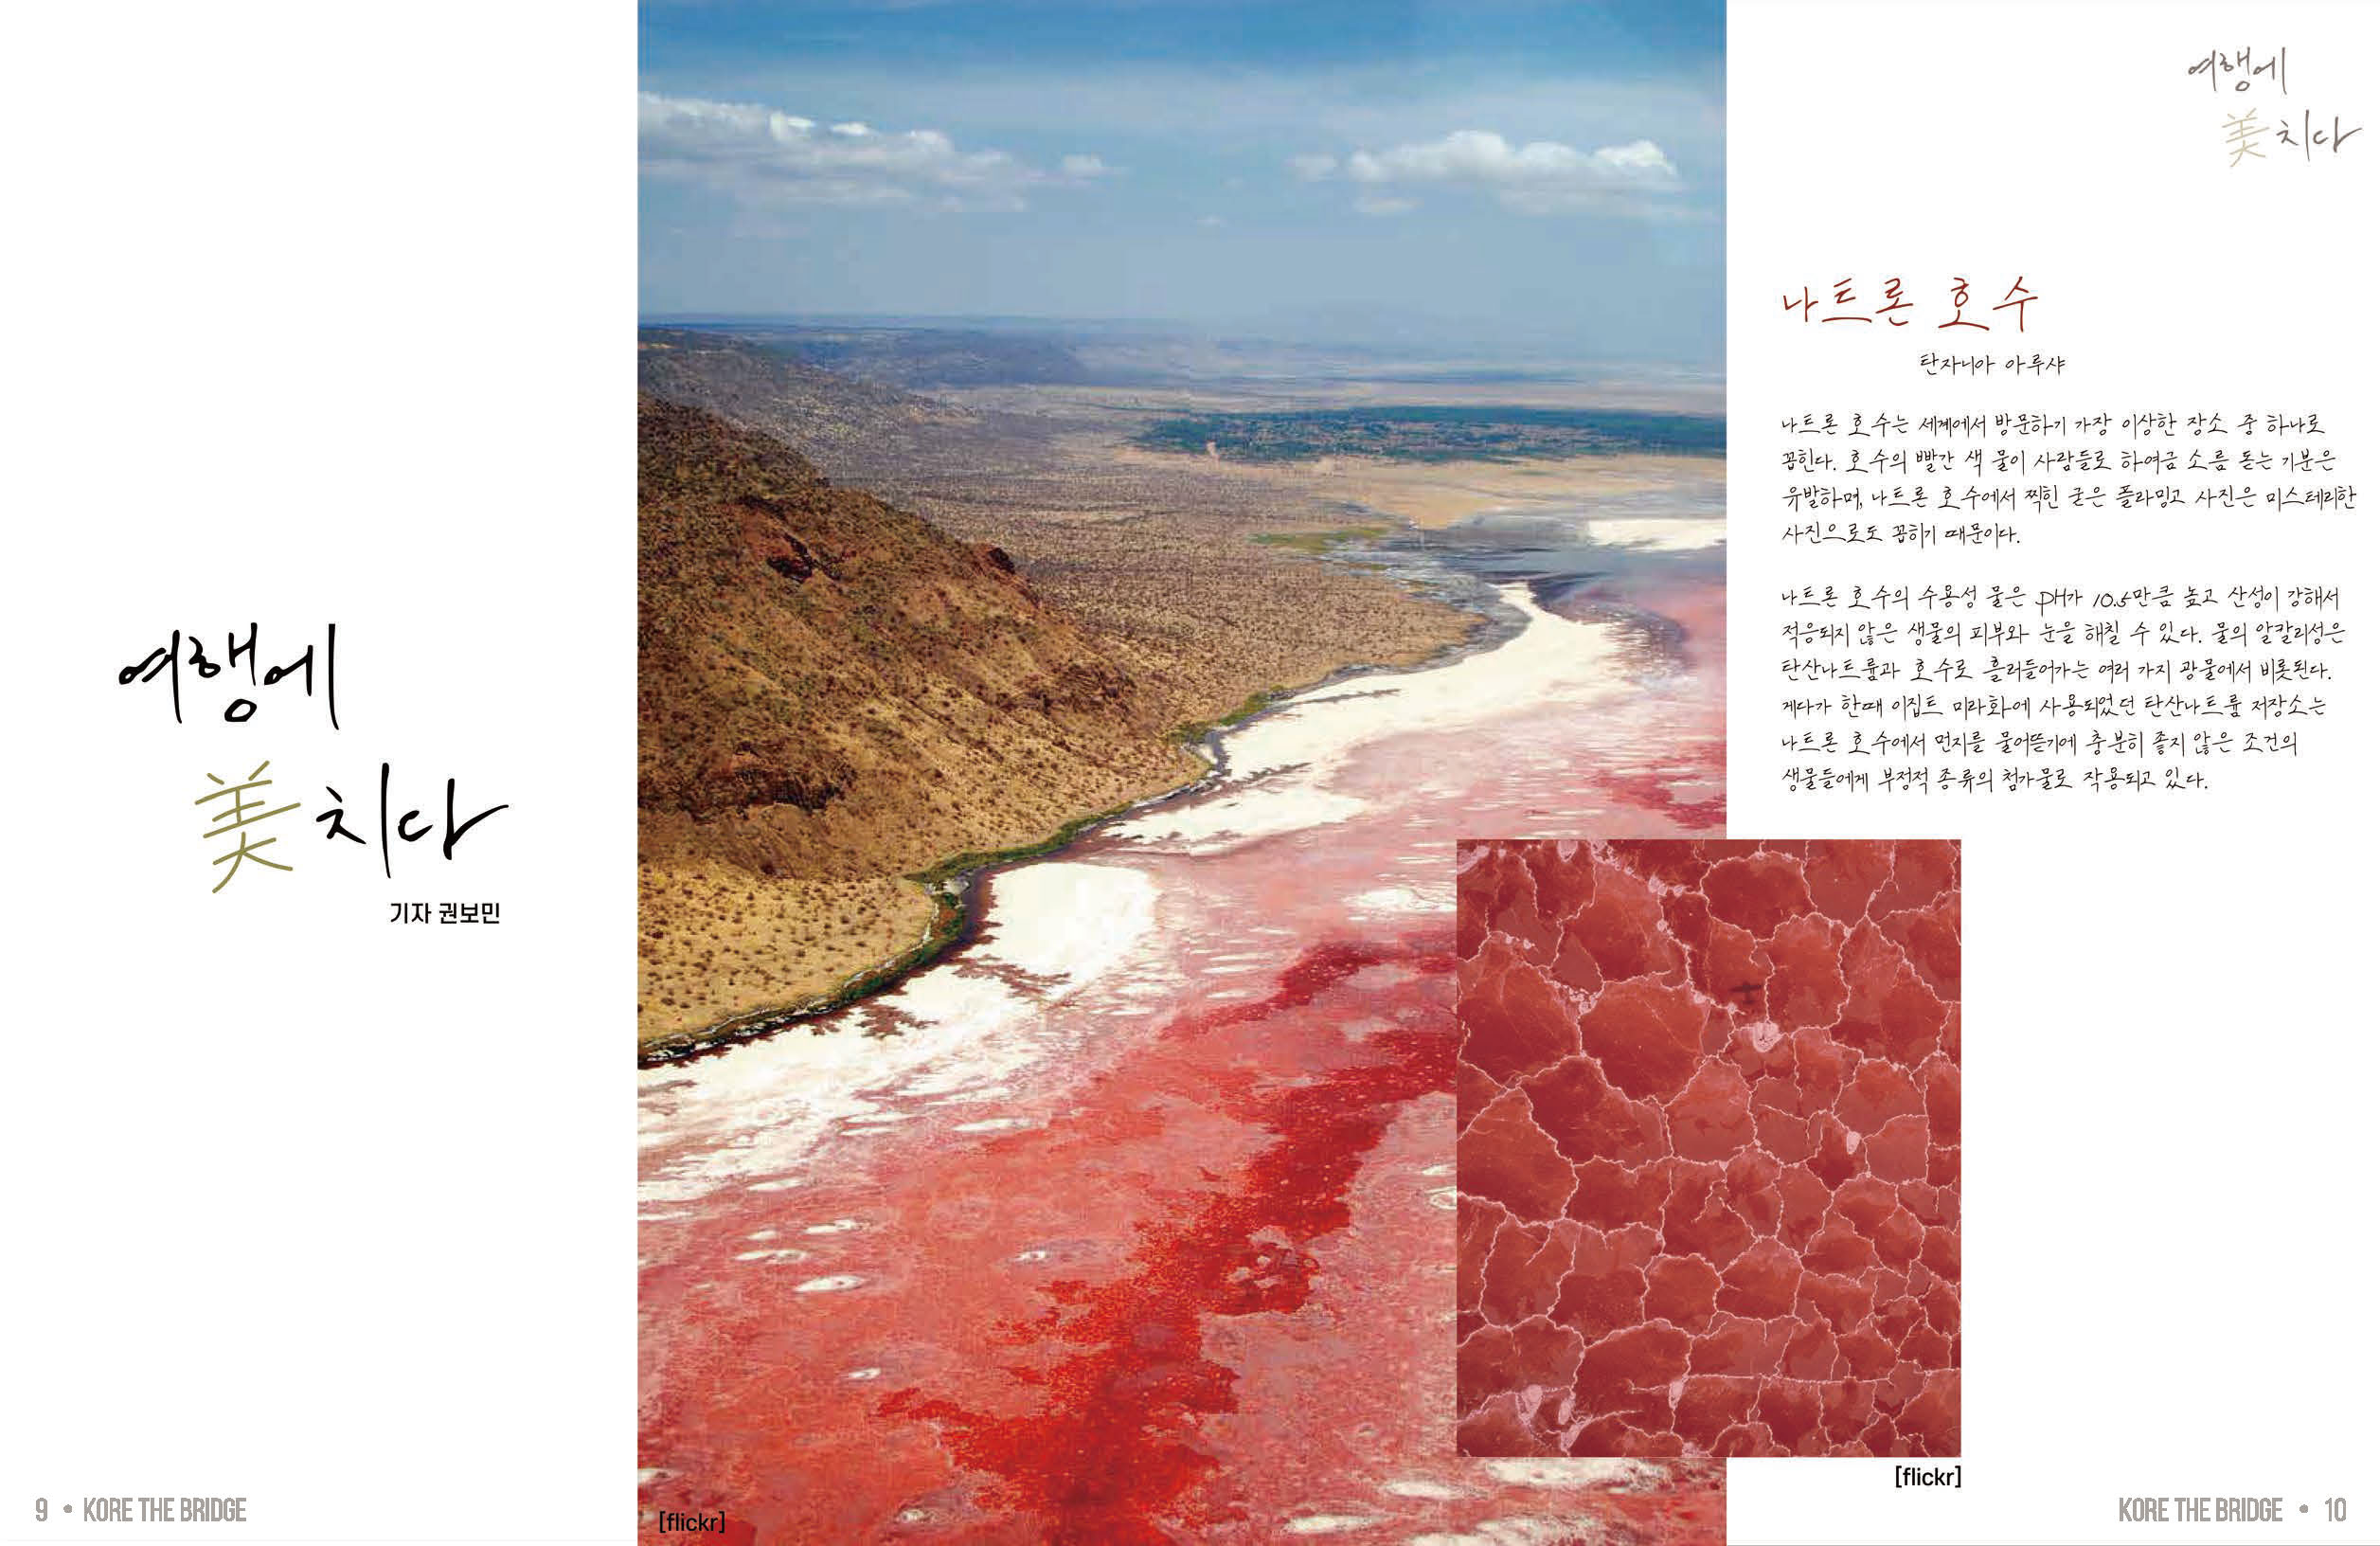 여행에
美치다
기자 권보민
9 • KORE THE BRIDGE
[flickr]
여행에
美치다
나트론 호수
탄자니아 아루샤
나트론 호수는 세계에서 방문하기 가장 이상한 장소 중 하나로
꼽힌다. 호수의 빨간 색 물이 사람들로 하여금 소름 돋는 기분은
유발하며, 나트론 호수에서 찍힌 굳은 플라밍고 사진은 미스테리한
사진으로도 꼽히기 때문이다.
나트론 호수의 수용성 물은 pH가 10.5만큼 높고 산성이 강해서
적응되지 않은 생물의 피부와 눈을 해칠 수 있다. 물의 알칼리성은
탄산나트륨과 호수로 흘러들어가는 여러 가지 광물에서 비롯된다.
게다가 한때 이집트 미라화에 사용되었던 탄산나트륨 저장소는
나트론 호수에서 먼지를 물어뜯기에 충분히 좋지 않은 조건의
생물들에게 부정적 종류의 첨가물로 작용되고 있다.
[flickr]
KORE THE BRIDGE • 10